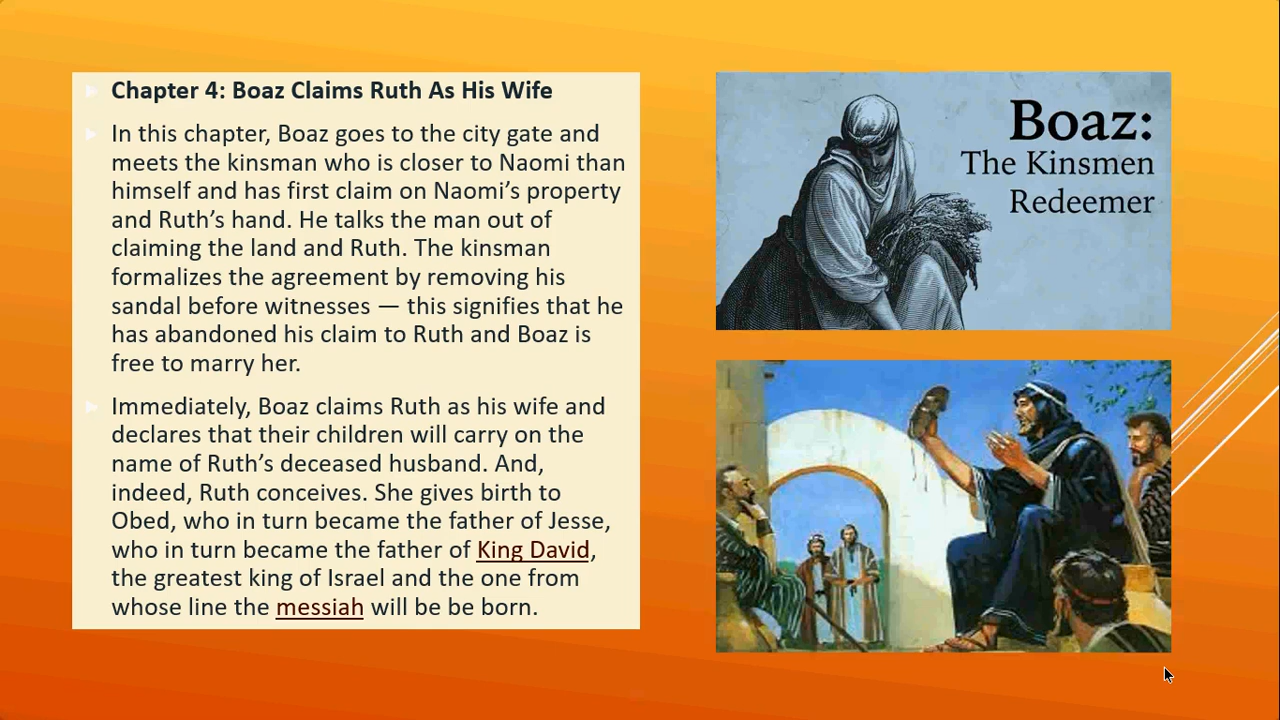 Chapter 4: Boaz Claims Ruth As His Wife
In this chapter, Boaz goes to the city gate and
meets the kinsman who is closer to Naomi than
himself and has first claim on Naomi’s property
and Ruth’s hand. He talks the man out of
claiming the land and Ruth. The kinsman
formalizes the agreement by removing his
sandal before witnesses — this signifies that he
has abandoned his claim to Ruth and Boaz is
free to marry her.
Immediately, Boaz claims Ruth as his wife and
declares that their children will carry on the
name of Ruth’s deceased husband. And,
indeed, Ruth conceives. She gives birth to
Obed, who in turn became the father of Jesse,
who in turn became the father of King David,
the greatest king of Israel and the one from
whose line the messiah will be be born.
Boaz:
The Kinsmen
Redeemer